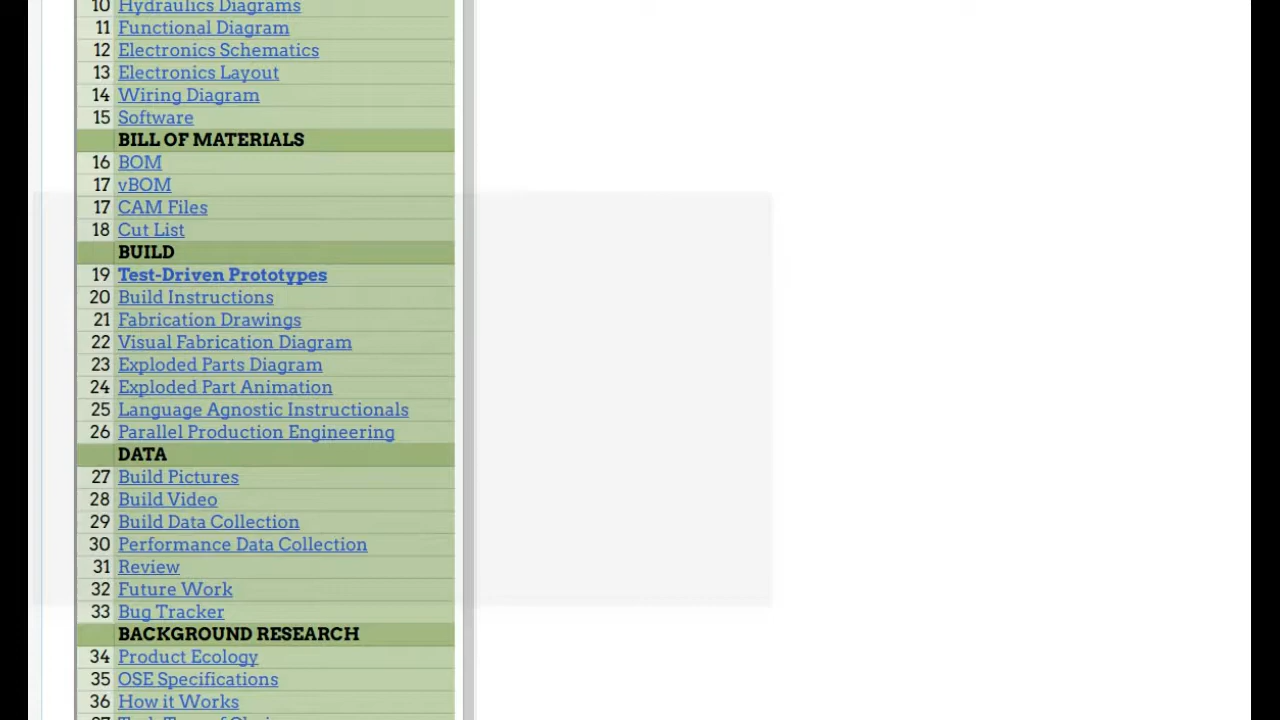 10 Hydraulics Diagrams
11 Functional Diagram
12 Electronics Schematics
13 Electronics Layout
14 Wiring Diagram
15 Software
BILL OF MATERIALS
16 BOM
17 vBOM
17 CAM Files
18 Cut List
BUILD
19 Test-Driven Prototypes
20 Build Instructions
21 Fabrication Drawings
22 Visual Fabrication Diagram
23 Exploded Parts Diagram
24 Exploded Part Animation
25 Language Agnostic Instructionals
26 Parallel Production Engineering
DATA
27 Build Pictures
28 Build Video
29 Build Data Collection
30 Performance Data Collection
31 Review
32 Future Work
33 Bug Tracker
BACKGROUND RESEARCH
34 Product Ecology
35 OSE Specifications
36 How it Works